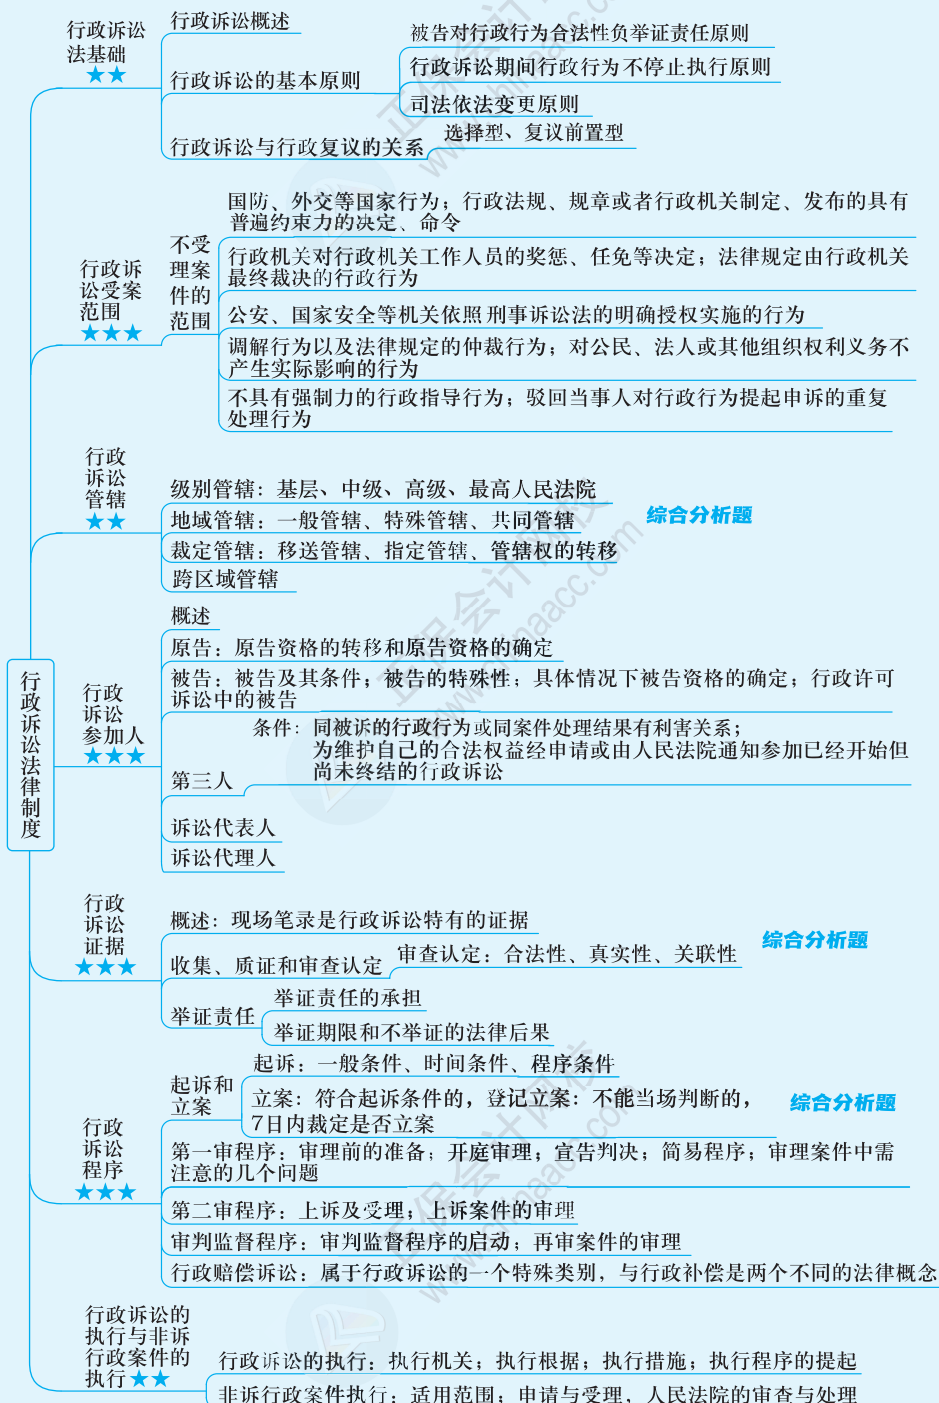 行政诉讼
法基础
★★
行政诉讼概述
行政诉讼的基本原则
被告对行政行为合法性负举证责任原则
行政诉讼期间行政行为不停止执行原则
司法依法变更原则
行政诉讼与行政复议的关系
选择型、复议前置型
行政诉
讼受案
范围
★★★
不受
理案
件的
范围
国防、外交等国家行为；行政法规、规章或者行政机关制定、发布的具有
普遍约束力的决定、命令
行政机关对行政机关工作人员的奖惩、任免等决定；法律规定由行政机关
最终裁决的行政行为
公安、国家安全等机关依照刑事诉讼法的明确授权实施的行为
调解行为以及法律规定的仲裁行为；对公民、法人或其他组织权利义务不
产生实际影响的行为
不具有强制力的行政指导行为；驳回当事人对行政行为提起申诉的重复
处理行为
行政
诉讼
管辖
★★
级别管辖：基层、中级、高级、最高人民法院
地域管辖：一般管辖、特殊管辖、共同管辖
裁定管辖：移送管辖、指定管辖、管辖权的转移
跨区域管辖
综合分析题
行政诉讼法律制度
行政
诉讼
参加人
★★★
概述
原告：原告资格的转移和原告资格的确定
被告：被告及其条件；被告的特殊性；具体情况下被告资格的确定；行政许可
诉讼中的被告
第三人
条件：同被诉的行政行为或同案件处理结果有利害关系；
为维护自己的合法权益经申请或由人民法院通知参加已经开始但
尚未终结的行政诉讼
诉讼代表人
诉讼代理人
行政
诉讼
证据
★★★
概述：现场笔录是行政诉讼特有的证据
收集、质证和审查认定
审查认定：合法性、真实性、关联性
举证责任
举证责任的承担
举证期限和不举证的法律后果
综合分析题
行政
诉讼
程序
★★★
起诉和
立案
起诉：一般条件、时间条件、程序条件
立案：符合起诉条件的，登记立案：不能当场判断的，
7日内裁定是否立案
综合分析题
第一审程序：审理前的准备；开庭审理；宣告判决；简易程序；审理案件中需
注意的几个问题
第二审程序：上诉及受理；上诉案件的审理
审判监督程序：审判监督程序的启动；再审案件的审理
行政赔偿诉讼：属于行政诉讼的一个特殊类别，与行政补偿是两个不同的法律概念
行政诉讼的
执行与非诉
行政案件的
执行★★
行政诉讼的执行：执行机关；执行根据；执行措施；执行程序的提起
非诉行政案件执行：适用范围；申请与受理，人民法院的审查与处理
正保会计网校
www.chinaacc.com
正保会计网校
www.chinaacc.com
正保会计网校
www.chinaacc.com